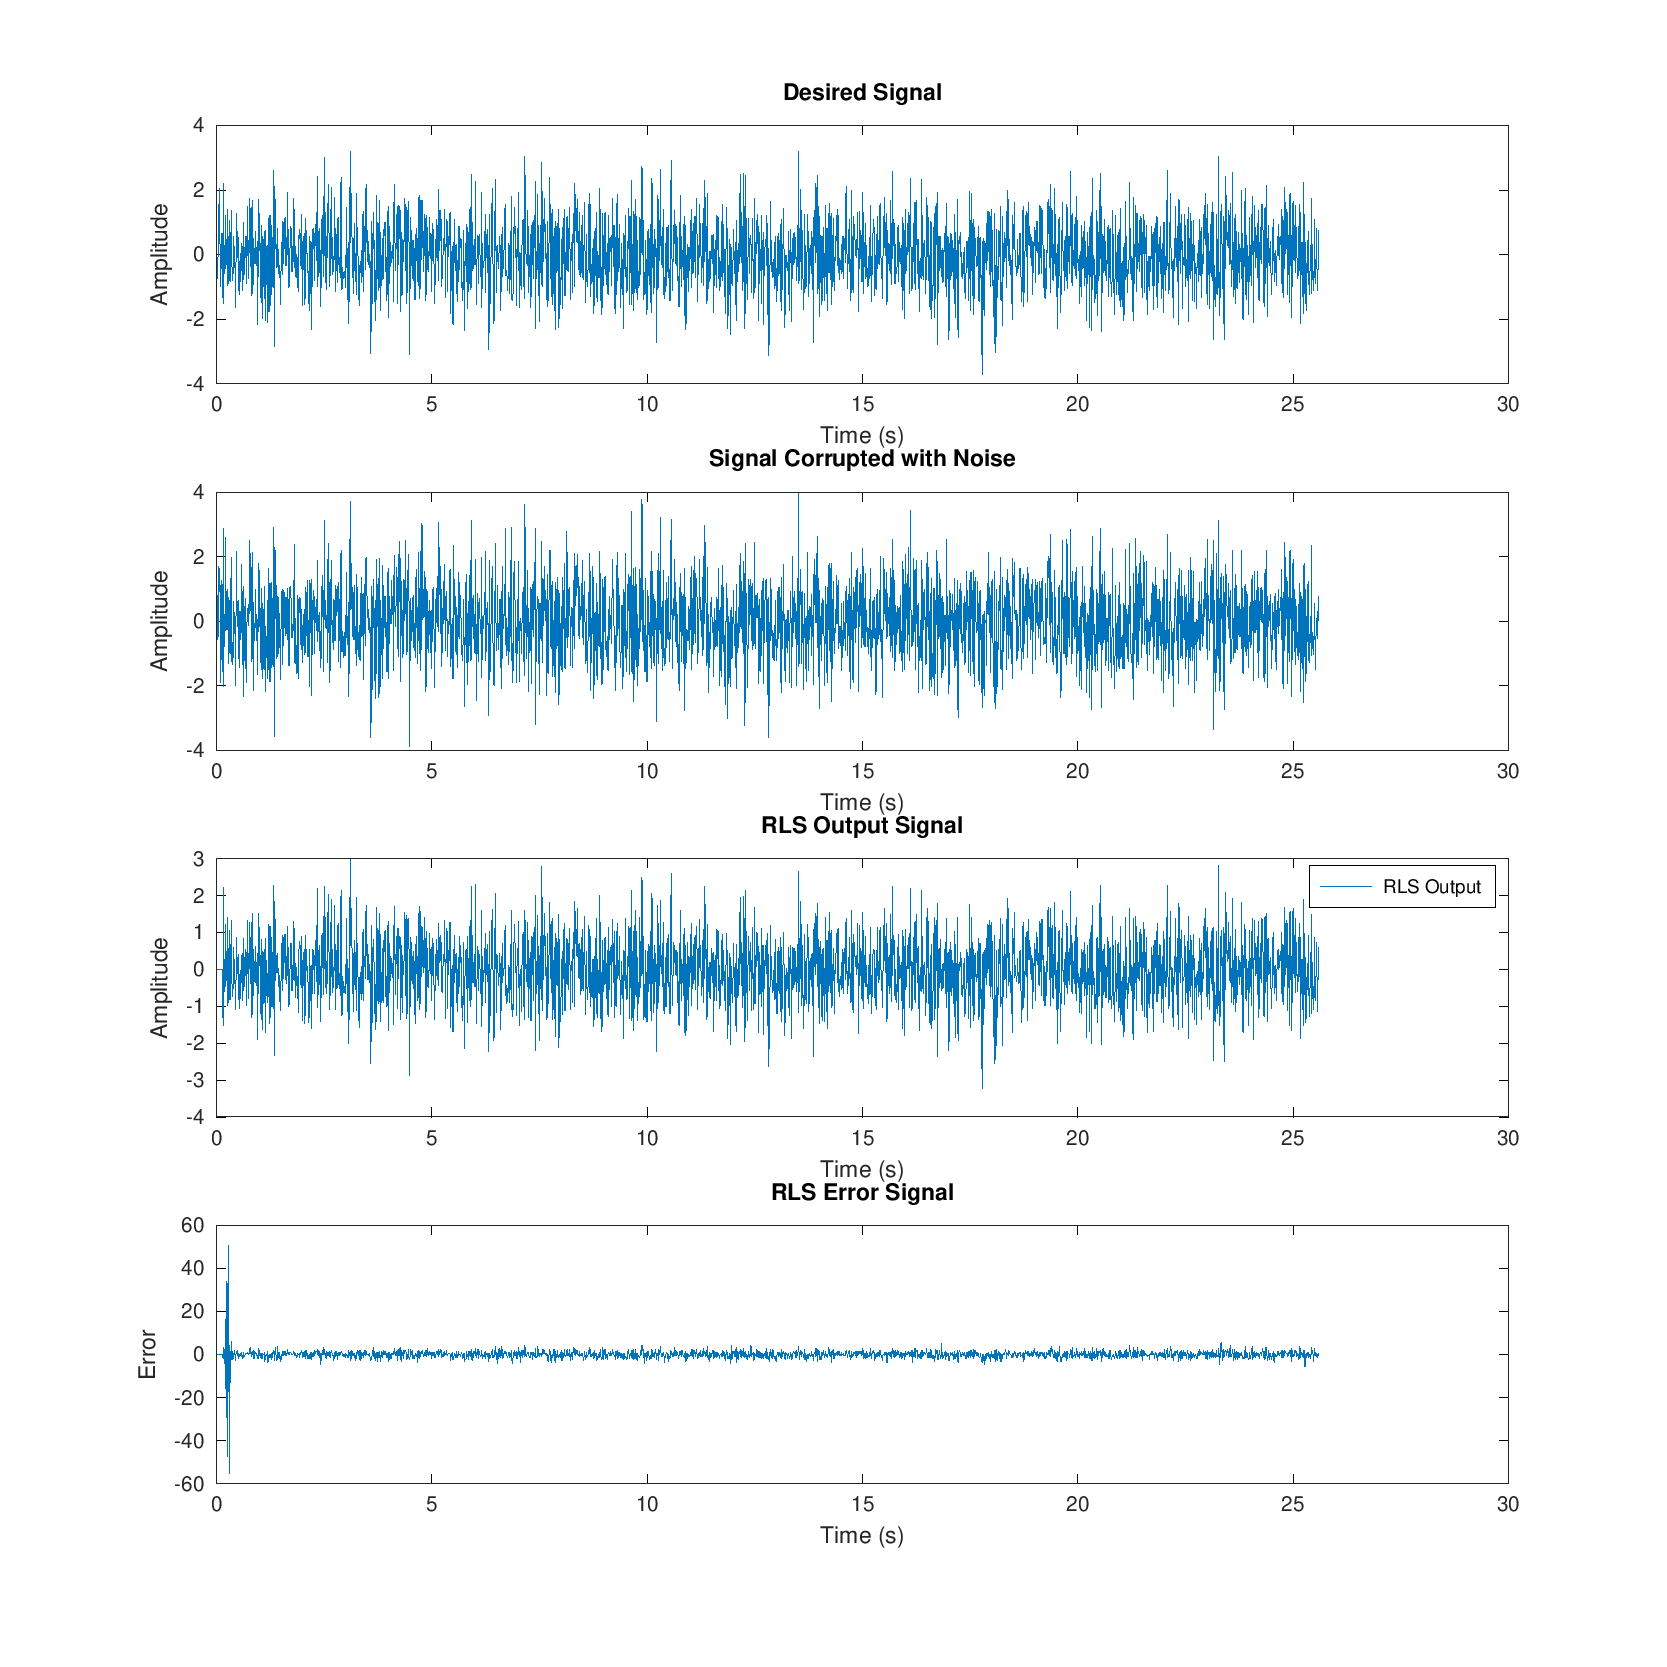 Desired Signal
4
2
0
-2
-4
Amplitude
0 5 10 15 20 25 30
Time (s)
Signal Corrupted with Noise
4
2
0
-2
-4
Amplitude
0 5 10 15 20 25 30
Time (s)
RLS Output Signal
3
2
1
0
-1
-2
-3
-4
Amplitude
RLS Output
0 5 10 15 20 25 30
Time (s)
RLS Error Signal
60
40
20
0
-20
-40
-60
Error
0 5 10 15 20 25 30
Time (s)